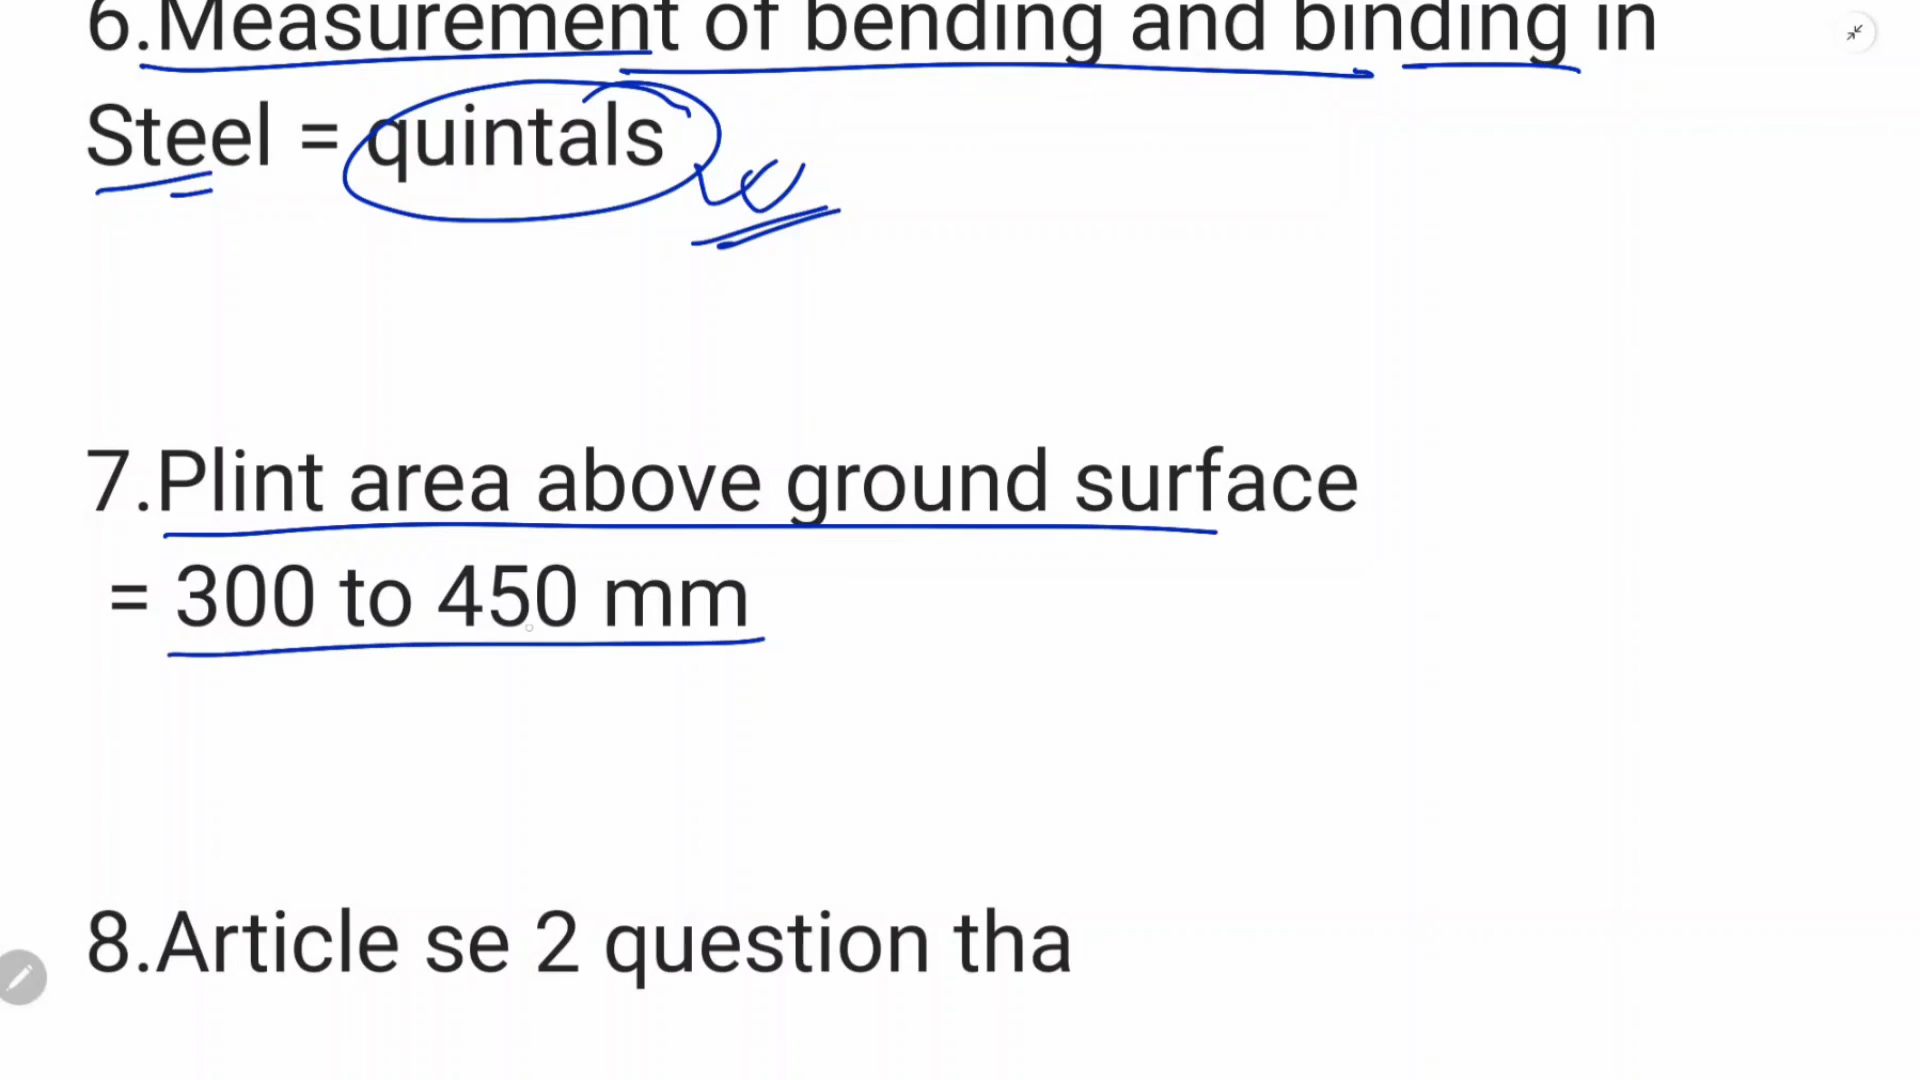 6.Measurement of bending and binding in
Steel = quintals
7.Plint area above ground surface
= 300 to 450 mm
8.Article se 2 question tha